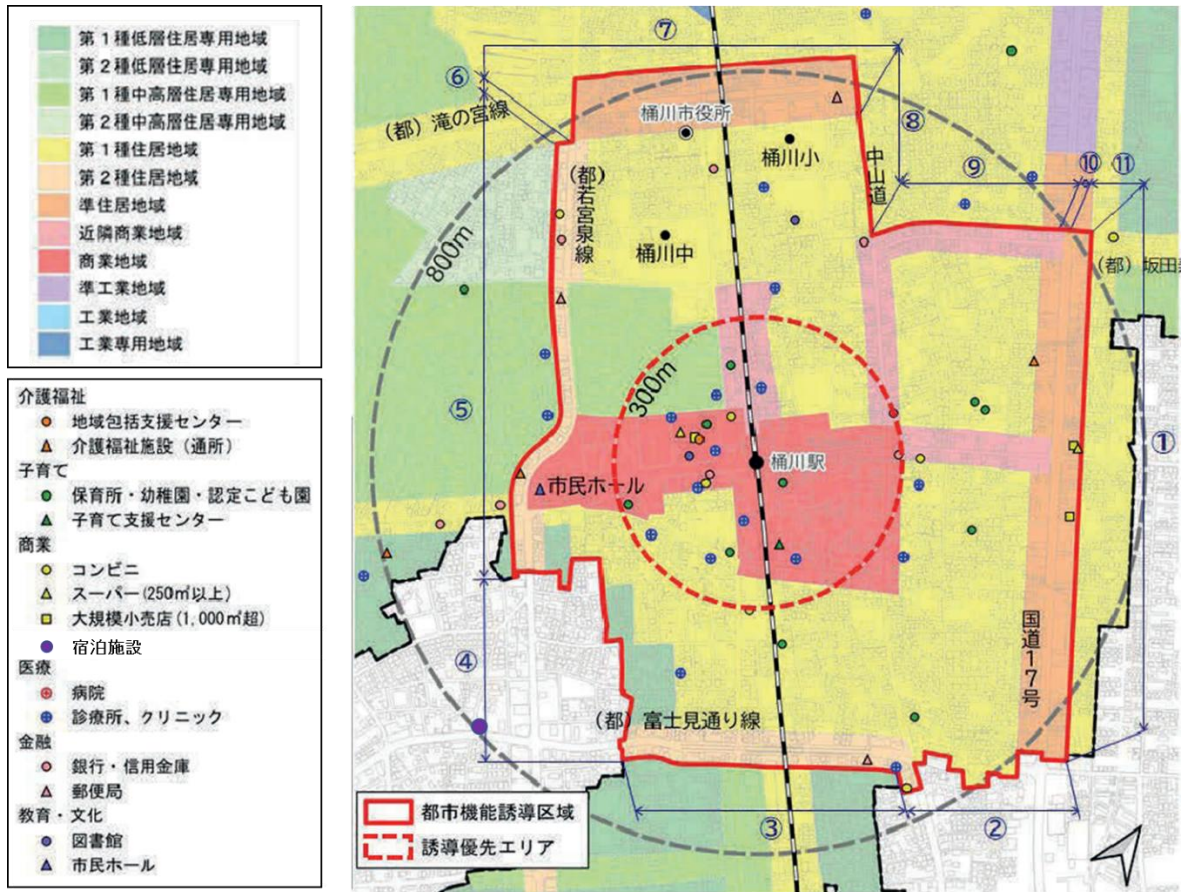 第１種低層住居専用地域
第２種低層住居専用地域
第１種中高層住居専用地域
第２種中高層住居専用地域
第１種住居地域
第２種住居地域
準住居地域
近隣商業地域
商業地域
準工業地域
工業地域
工業専用地域
介護福祉
地域包括支援センター
介護福祉施設（通所）
子育て
保育所・幼稚園・認定こども園
子育て支援センター
商業
コンビニ
スーパー(250㎡以上)
大規模小売店(1,000㎡超)
宿泊施設
医療
病院
診療所、クリニック
金融
銀行・信用金庫
郵便局
教育・文化
図書館
市民ホール
⑦
⑥
（都）滝の宮線
桶川市役所
桶川小
⑧
中山道
⑨
⑩
⑪
（都）若宮泉線
桶川中
800m
（都）坂田
300m
⑤
①
桶川駅
市民ホール
国道１７号
④
（都）富士見通り線
③
②
都市機能誘導区域
誘導優先エリア